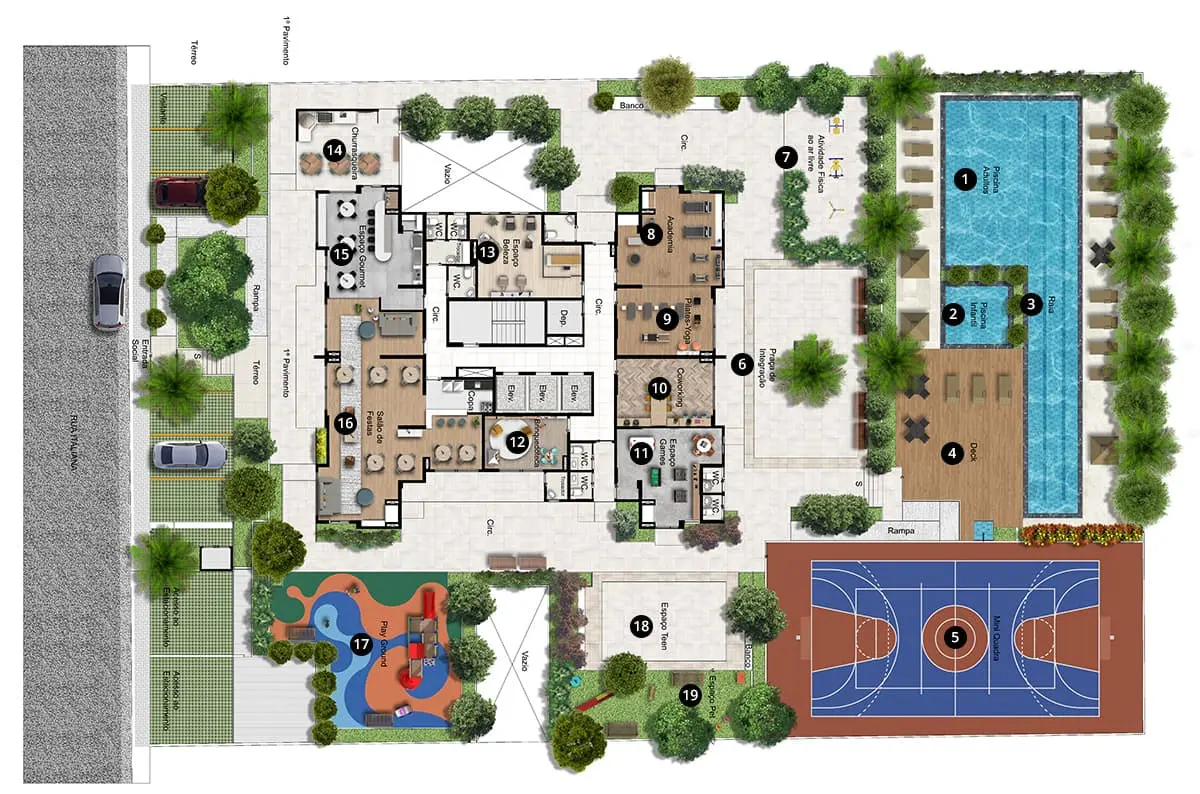 1º Pavimento
Térreo
Visitante
RUA ITALIANA
Entrada
Social
S
Rampa
Térreo
1º Pavimento
Acesso ao
Estacionamento
Acesso ao
Estacionamento
14
Churrasqueira
Vazio
15
Espaço Gourmet
WC
WC
WC.
13
Espaço
Beleza
Circ.
Circ.
Dep.
Elev.
Elev.
Elev.
Copa
16
Salão de
Festas
12
Brinquedoteca
WC.
WC.
Circ.
Banco
Circ.
7
Atividade Física
ao ar livre
8
Academia
9
Pilates-Yoga
10
Coworking
11
Espaço
Games
WC.
WC.
6
Praça de
Integração
1
Piscina
Adultos
2
Piscina
Infantil
3
Raia
4
Deck
S
Rampa
5
Mini Quadra
17
Play Ground
Vazio
18
Espaço Teen
Banco
19
Espaço Pet